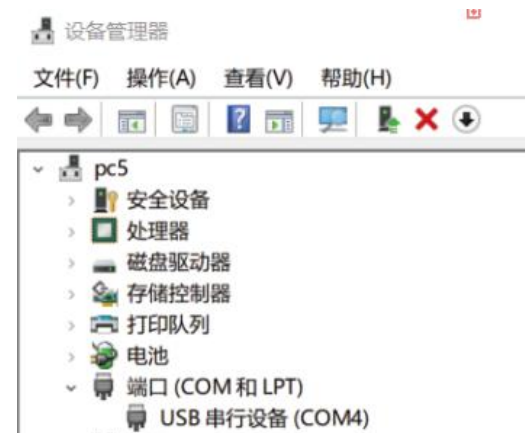 设备管理器
文件(F) 操作(A) 查看(V) 帮助(H)
pc5
安全设备
处理器
磁盘驱动器
存储控制器
打印队列
电池
端口 (COM 和 LPT)
USB 串行设备 (COM4)